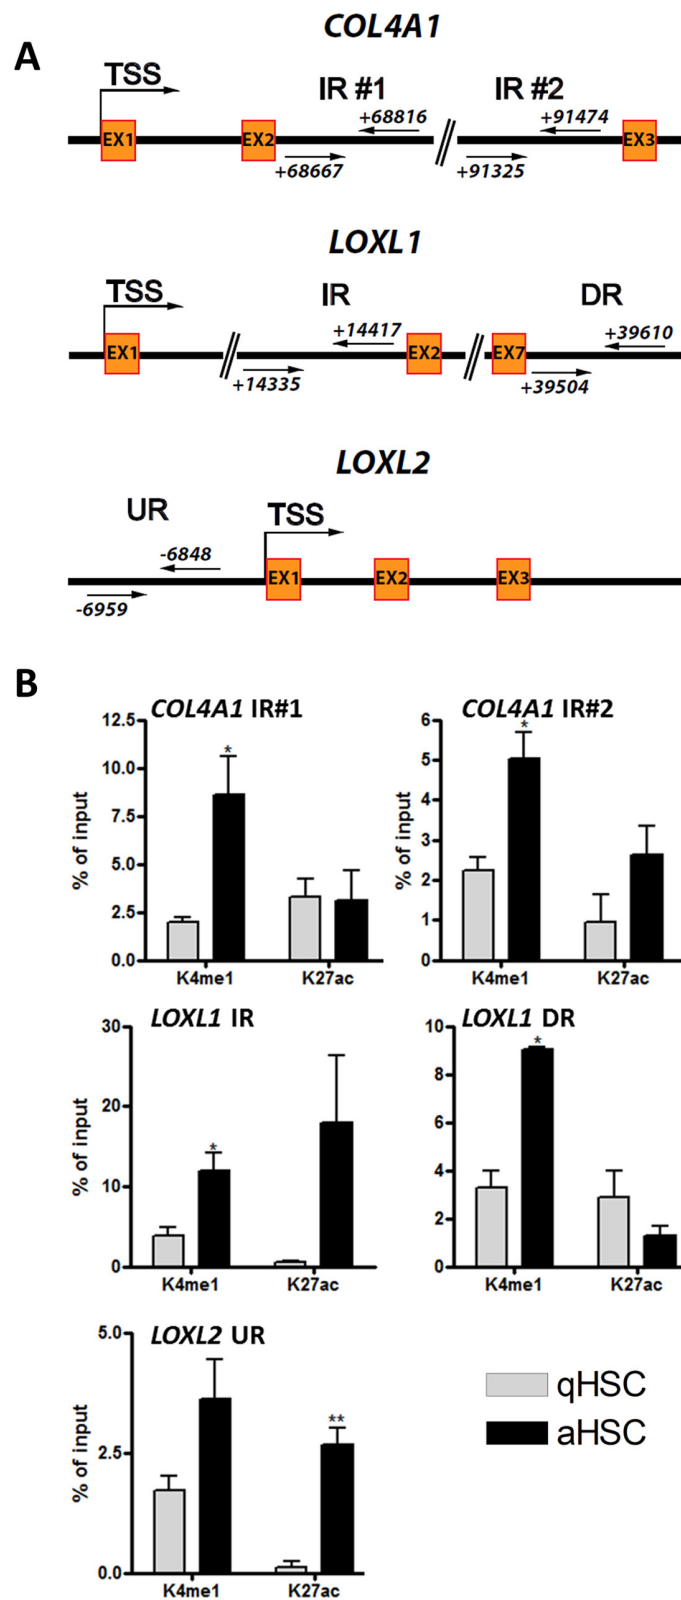 COL4A1
A
TSS
IR #1
IR #2
+68816
+91474
EX1
EX2
EX3
+68667
+91325
LOXL1
TSS
IR
DR
+14417
+39610
EX1
EX2
EX7
+14335
+39504
LOXL2
UR
TSS
-6848
EX1
EX2
EX3
-6959
B
COL4A1 IR#1
12.5
10.0
7.5
5.0
2.5
0.0
% of input
*
K4me1
K27ac
COL4A1 IR#2
6
5
4
3
2
1
0
% of input
*
K4me1
K27ac
LOXL1 IR
30
20
10
0
% of input
*
K4me1
K27ac
LOXL1 DR
10
8
6
4
2
0
% of input
*
K4me1
K27ac
LOXL2 UR
5.0
2.5
0.0
% of input
**
K4me1
K27ac
qHSC
aHSC